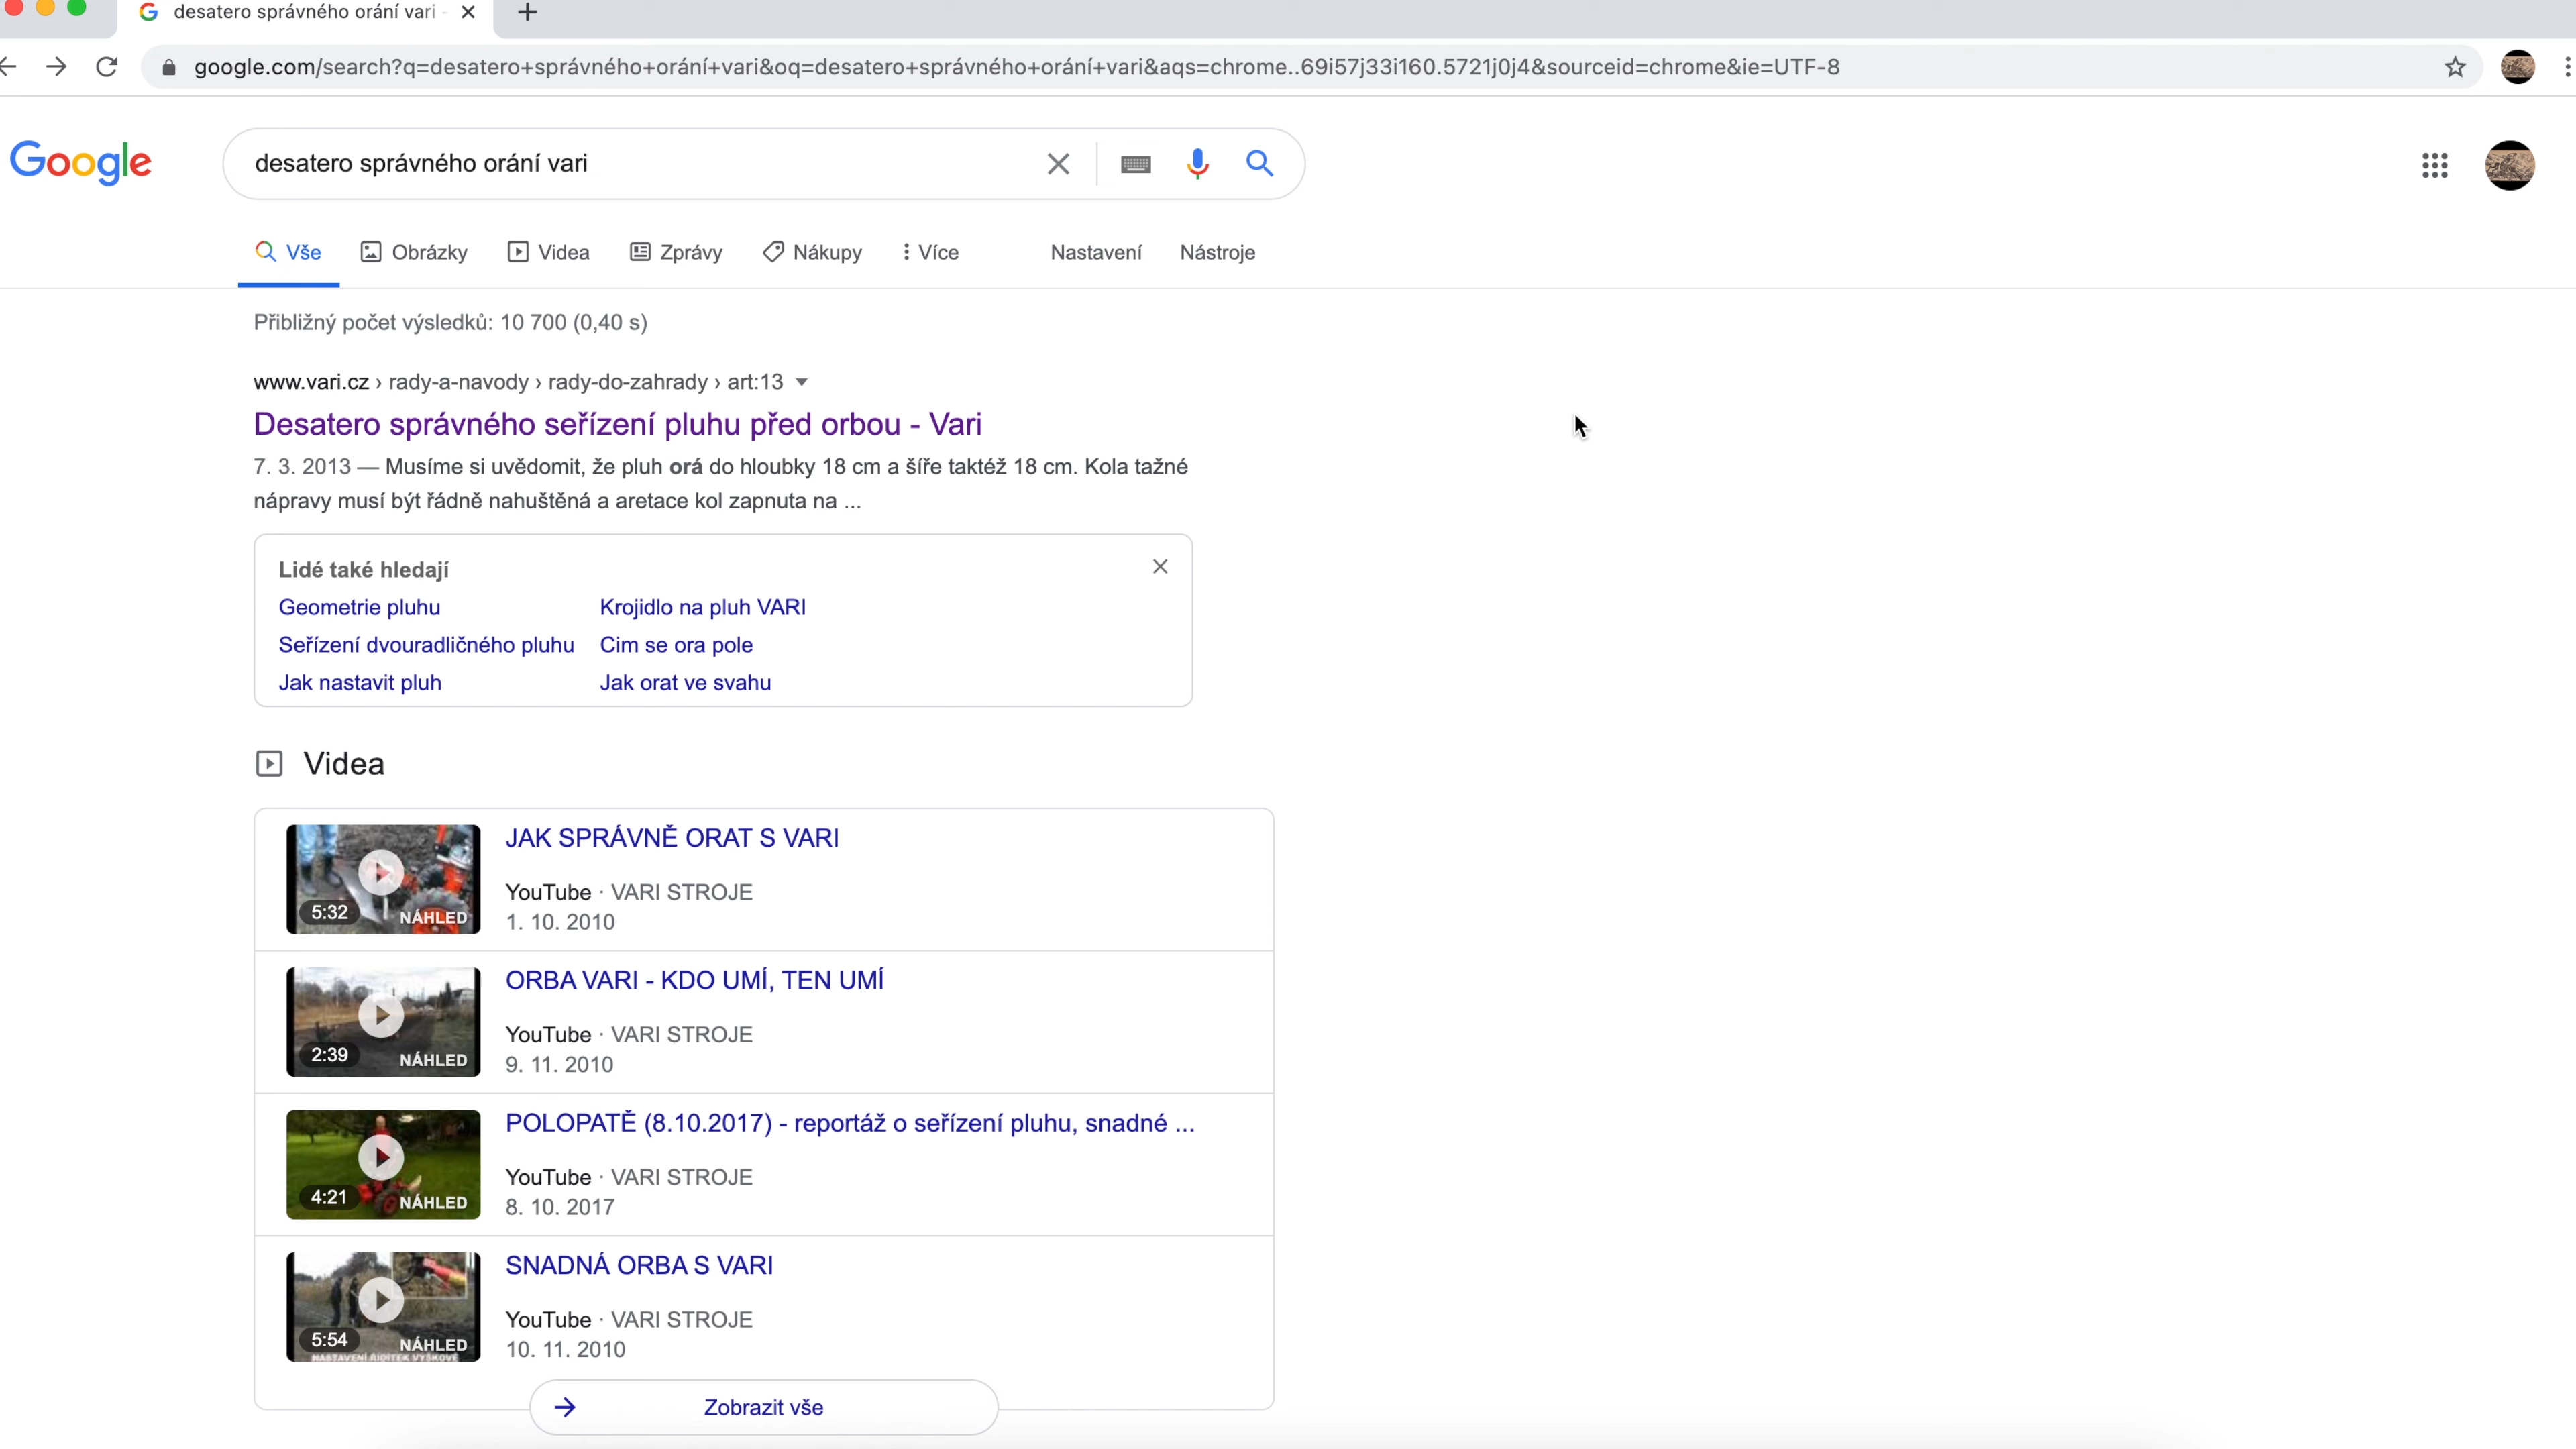 desatero správného orání vari -
google.com/search?q=desatero+správného+orání+vari&oq=desatero+správného+orání+vari&aqs=chrome..69i57j33i160.5721j0j4&sourceid=chrome&ie=UTF-8
Google
desatero správného orání vari
Vše Obrázky Videa Zprávy Nákupy Více Nastavení Nástroje
Přibližný počet výsledků: 10 700 (0,40 s)
www.vari.cz › rady-a-navody › rady-do-zahrady › art:13
Desatero správného seřízení pluhu před orbou - Vari
7. 3. 2013 — Musíme si uvědomit, že pluh orá do hloubky 18 cm a šíře taktéž 18 cm. Kola tažné
nápravy musí být řádně nahuštěná a aretace kol zapnuta na ...
Lidé také hledají
Geometrie pluhu Krojidlo na pluh VARI
Seřízení dvouradličného pluhu Cim se ora pole
Jak nastavit pluh Jak orat ve svahu
Videa
JAK SPRÁVNĚ ORAT S VARI
YouTube · VARI STROJE
1. 10. 2010
5:32 NÁHLED
ORBA VARI - KDO UMÍ, TEN UMÍ
YouTube · VARI STROJE
9. 11. 2010
2:39 NÁHLED
POLOPATĚ (8.10.2017) - reportáž o seřízení pluhu, snadné ...
YouTube · VARI STROJE
8. 10. 2017
4:21 NÁHLED
SNADNÁ ORBA S VARI
YouTube · VARI STROJE
10. 11. 2010
5:54 NÁHLED
NASTAVENÍ ŘIDÍTEK VÝŠKOVĚ
Zobrazit vše